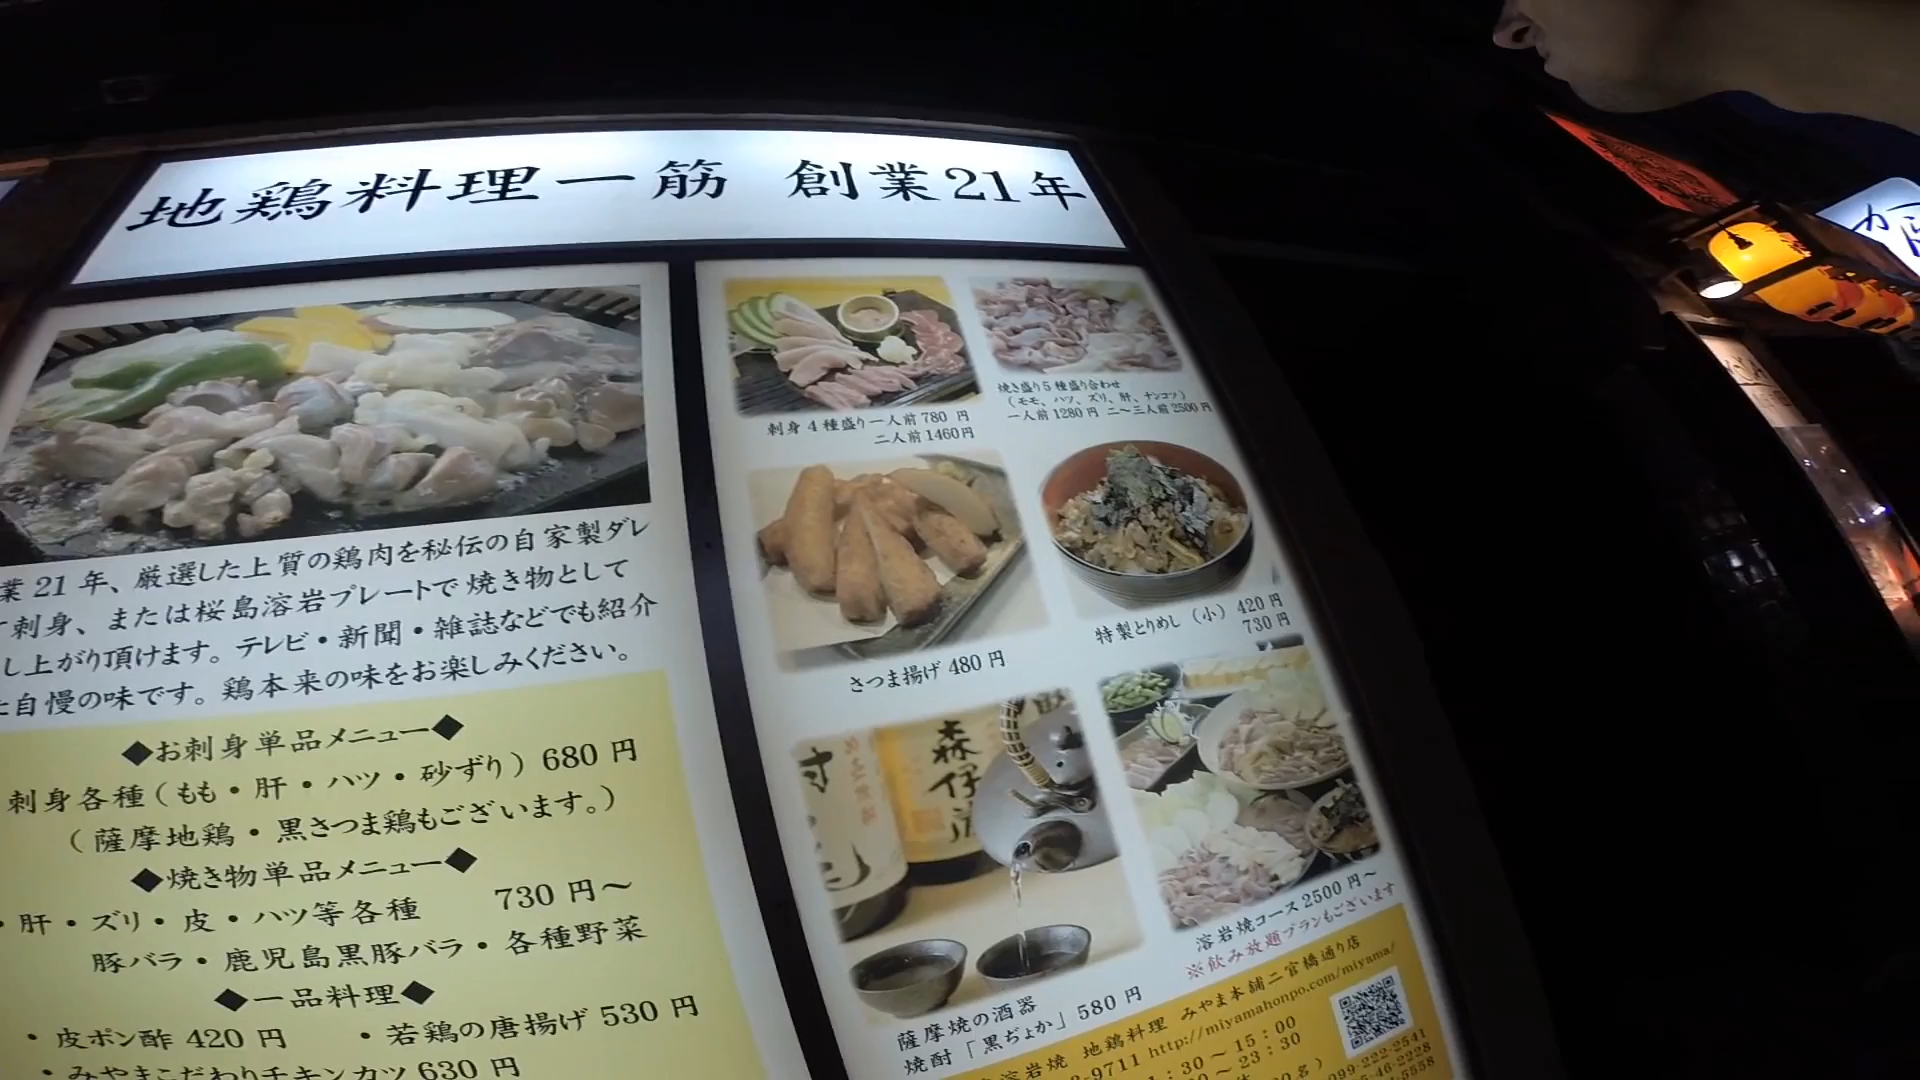 地鶏料理一筋 創業21年
業21年、厳選した上質の鶏肉を秘伝の自家製ダレ
刺身、または桜島溶岩プレートで焼き物として
し上がり頂けます。テレビ・新聞・雑誌などでも紹介
た自慢の味です。鶏本来の味をお楽しみください。
◆お刺身単品メニュー◆
刺身各種（もも・肝・ハツ・砂ずり）680円
（薩摩地鶏・黒さつま鶏もございます。）
◆焼き物単品メニュー◆
・肝・ズリ・皮・ハツ等各種 730円～
豚バラ・鹿児島黒豚バラ・各種野菜
◆一品料理◆
・皮ポン酢 420円 ・若鶏の唐揚げ 530円
・みやまこだわりチキンカツ 630円
刺身4種盛り一人前780円
二人前1460円
焼き盛り5種盛り合わせ
（モモ、ハツ、ズリ、肝、ナンコツ）
一人前1280円 二～三人前2500円
さつま揚げ 480円
特製とりめし（小）420円
730円
森伊
薩摩焼の酒器
焼酎「黒ぢょか」580円
溶岩焼コース2500円～
※飲み放題プランもございます
溶岩焼 地鶏料理 みやま本舗二官橋通り店
-9711 http://miyamahonpo.com/miyama/
:30～15:00
～23:30
099-222-2541
46-2228
5558